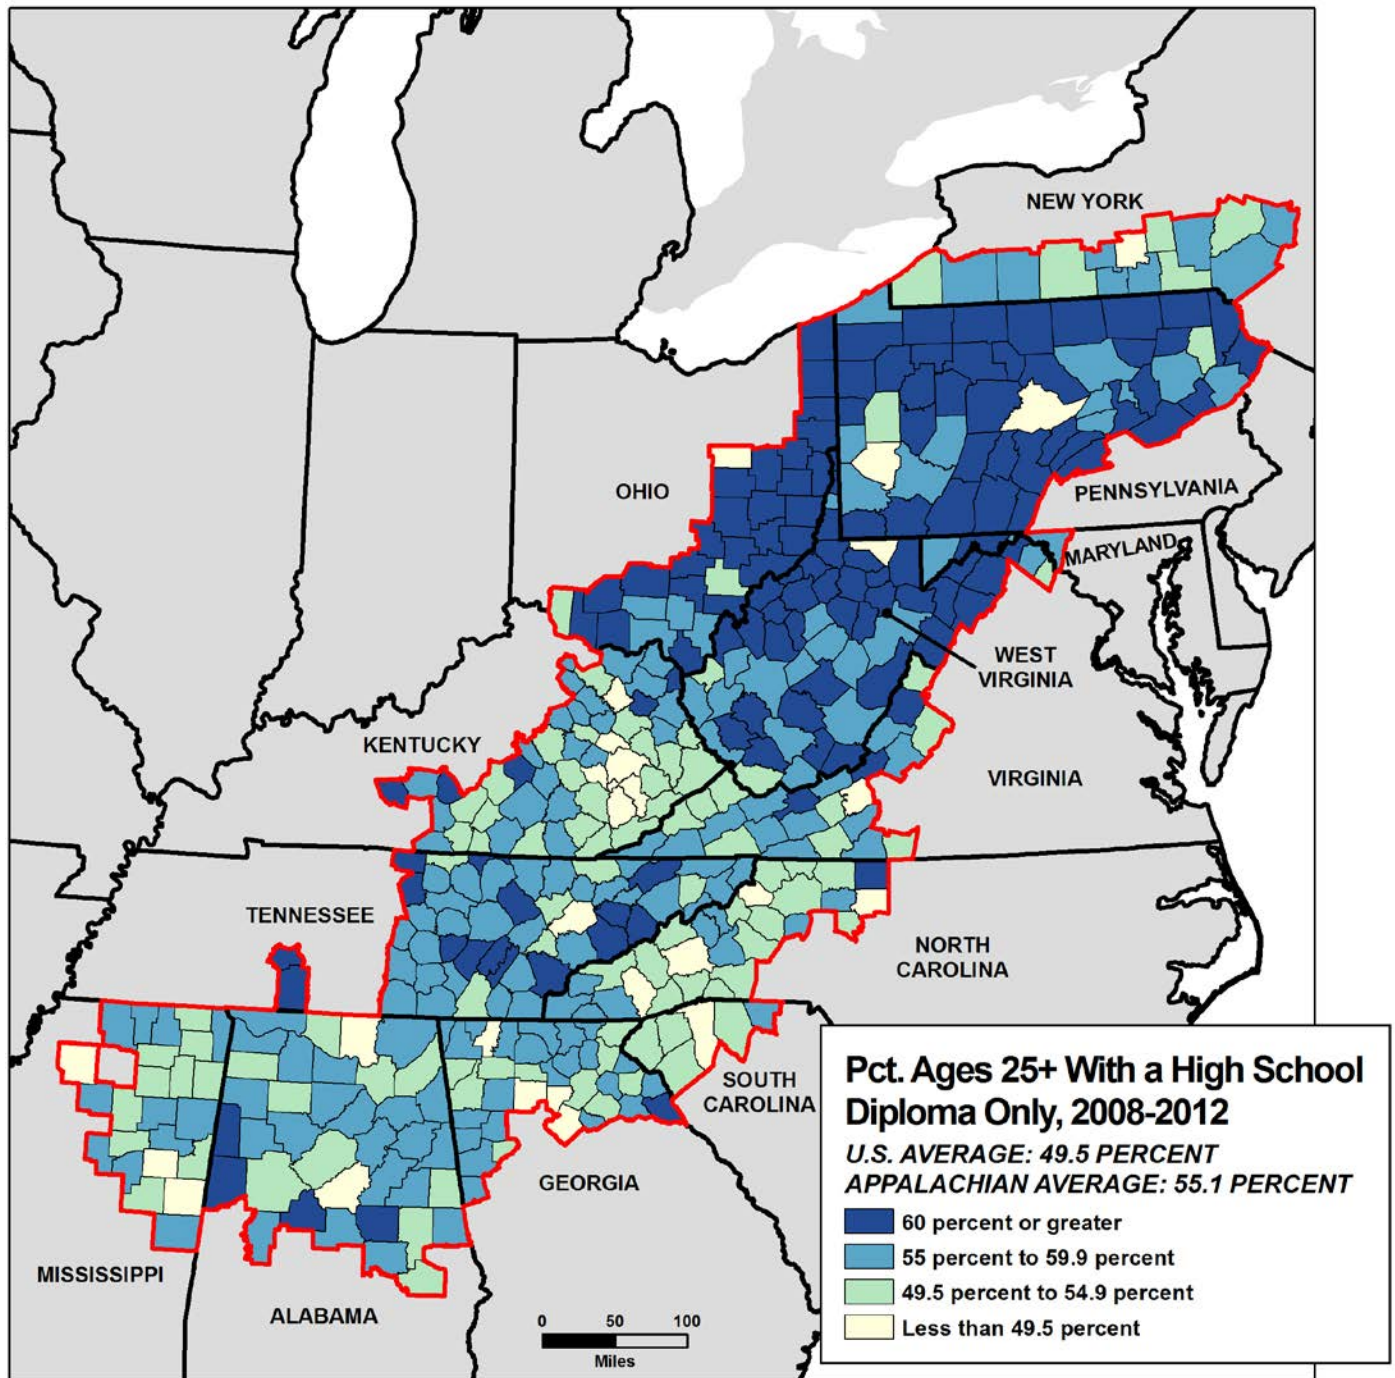 NEW YORK
OHIO
PENNSYLVANIA
MARYLAND
WEST
VIRGINIA
KENTUCKY
VIRGINIA
TENNESSEE
NORTH
CAROLINA
SOUTH
CAROLINA
GEORGIA
MISSISSIPPI
ALABAMA
0 50 100
Miles
Pct. Ages 25+ With a High School
Diploma Only, 2008-2012
U.S. AVERAGE: 49.5 PERCENT
APPALACHIAN AVERAGE: 55.1 PERCENT
60 percent or greater
55 percent to 59.9 percent
49.5 percent to 54.9 percent
Less than 49.5 percent